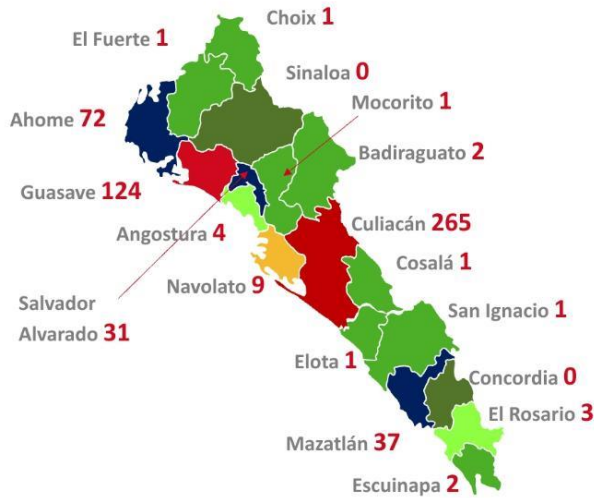 Choix 1
El Fuerte 1
Sinaloa 0
Mocorito 1
Ahome 72
Badiraguato 2
Guasave 124
Culiacán 265
Angostura 4
Cosalá 1
Navolato 9
Salvador
Alvarado 31
San Ignacio 1
Elota 1
Concordia 0
El Rosario 3
Mazatlán 37
Escuinapa 2